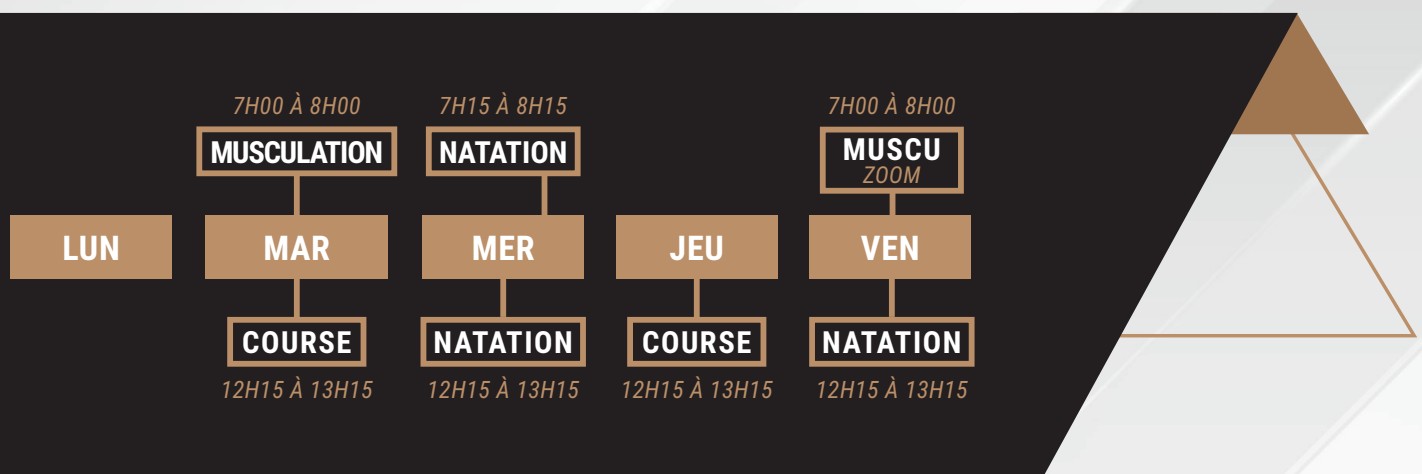 7H00 À 8H00
7H15 À 8H15
7H00 À 8H00
MUSCULATION
NATATION
MUSCU
ZOOM
LUN
MAR
MER
JEU
VEN
COURSE
NATATION
COURSE
NATATION
12H15 À 13H15
12H15 À 13H15
12H15 À 13H15
12H15 À 13H15